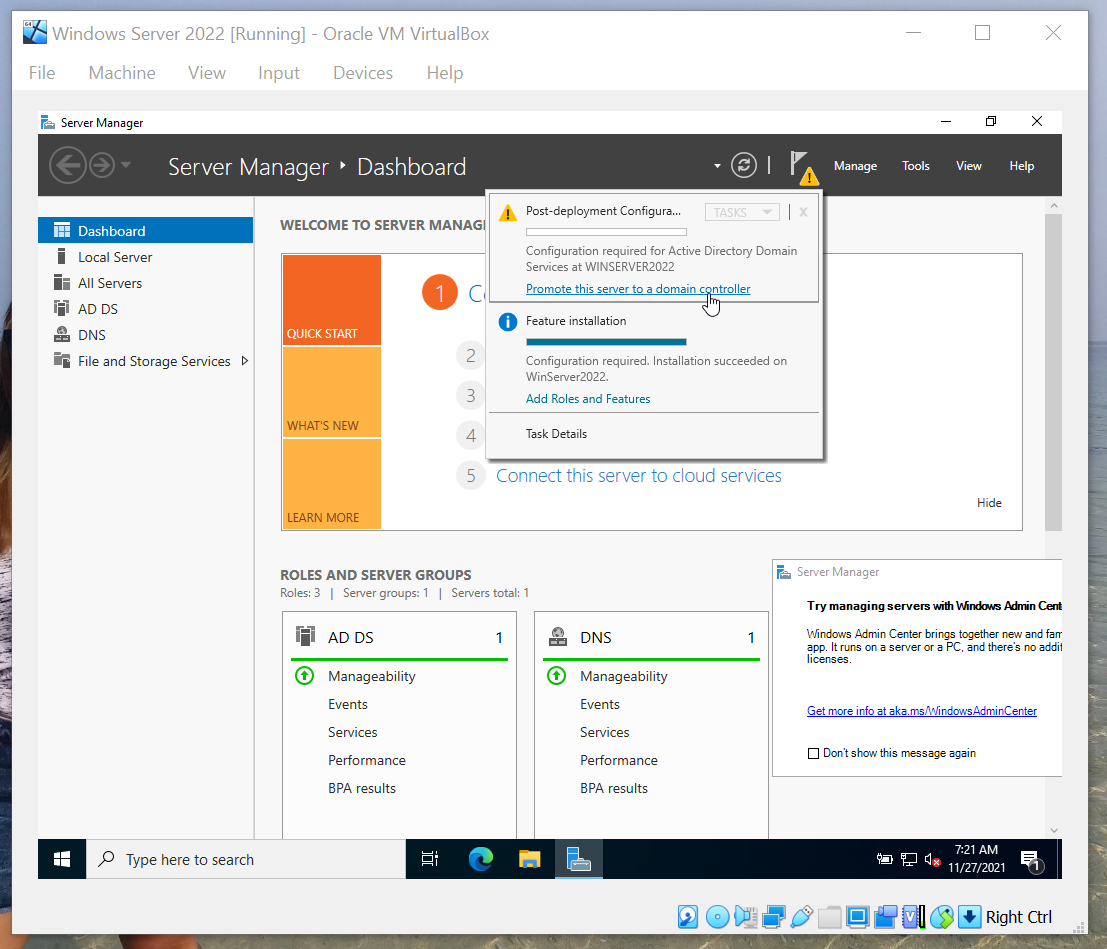 Windows Server 2022 [Running] - Oracle VM VirtualBox
File Machine View Input Devices Help
Server Manager
Server Manager Dashboard
Manage Tools View Help
Dashboard
Local Server
All Servers
AD DS
DNS
File and Storage Services
WELCOME TO SERVER MANAG
QUICK START
WHAT'S NEW
LEARN MORE
1
2
3
4
5 Connect this server to cloud services
Hide
Post-deployment Configura... TASKS X
Configuration required for Active Directory Domain
Services at WINSERVER2022
Promote this server to a domain controller
Feature installation
Configuration required. Installation succeeded on
WinServer2022.
Add Roles and Features
Task Details
ROLES AND SERVER GROUPS
Roles: 3 | Server groups: 1 | Servers total: 1
AD DS 1
Manageability
Events
Services
Performance
BPA results
DNS 1
Manageability
Events
Services
Performance
BPA results
Server Manager
Try managing servers with Windows Admin Cent
Windows Admin Center brings together new and fam
app. It runs on a server or a PC, and there's no addit
licenses.
Get more info at aka.ms/WindowsAdminCenter
Don't show this message again
Type here to search
7:21 AM
11/27/2021
1
Right Ctrl